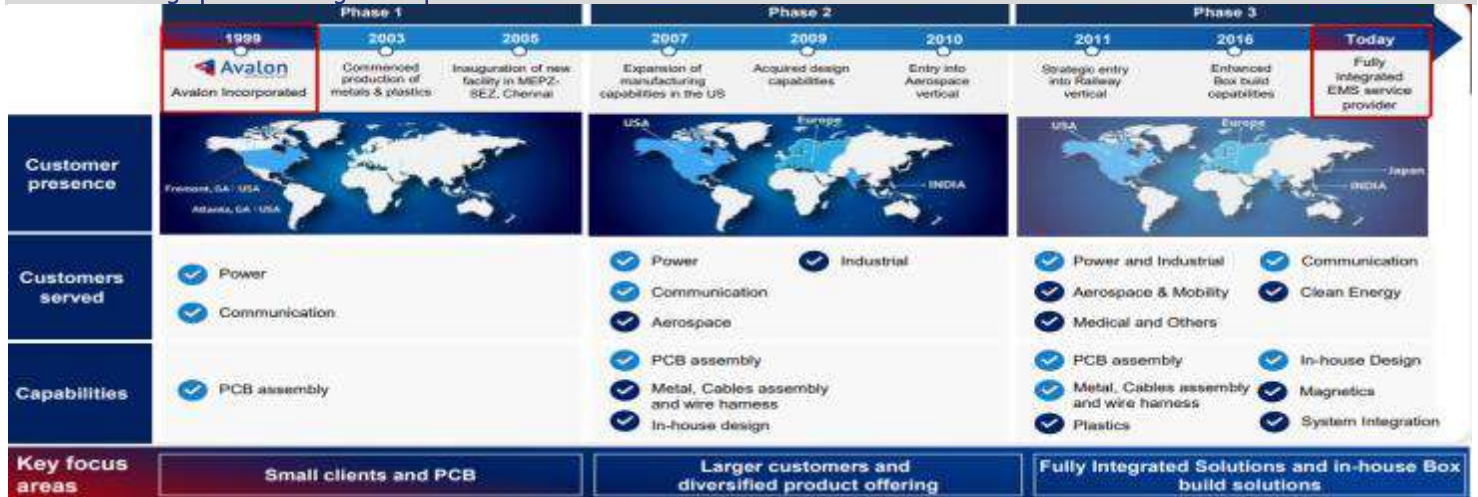 Phase 1
Phase 2
Phase 3
1999
2003
2005
2007
2009
2010
2011
2016
Today
Avalon
Avalon Incorporated
Commenced
production of
metals & plastics
Inauguration of new
facility in MEPZ-
SEZ, Chennai
Expansion of
manufacturing
capabilities in the US
Acquired design
capabilities
Entry into
Aerospace
vertical
Strategic entry
into Railway
vertical
Enhanced
Box build
capabilities
Fully
integrated
EMS service
provider
Customer
presence
Fremont, GA : USA
Atlanta, GA : USA
USA
Europe
INDIA
USA
Europe
Japan
INDIA
Customers
served
Power
Communication
Power
Industrial
Communication
Aerospace
Power and Industrial
Communication
Aerospace & Mobility
Clean Energy
Medical and Others
Capabilities
PCB assembly
PCB assembly
Metal, Cables assembly
and wire harness
In-house design
PCB assembly
In-house Design
Metal, Cables assembly
and wire harness
Magnetics
Plastics
System Integration
Key focus
areas
Small clients and PCB
Larger customers and
diversified product offering
Fully Integrated Solutions and in-house Box
build solutions